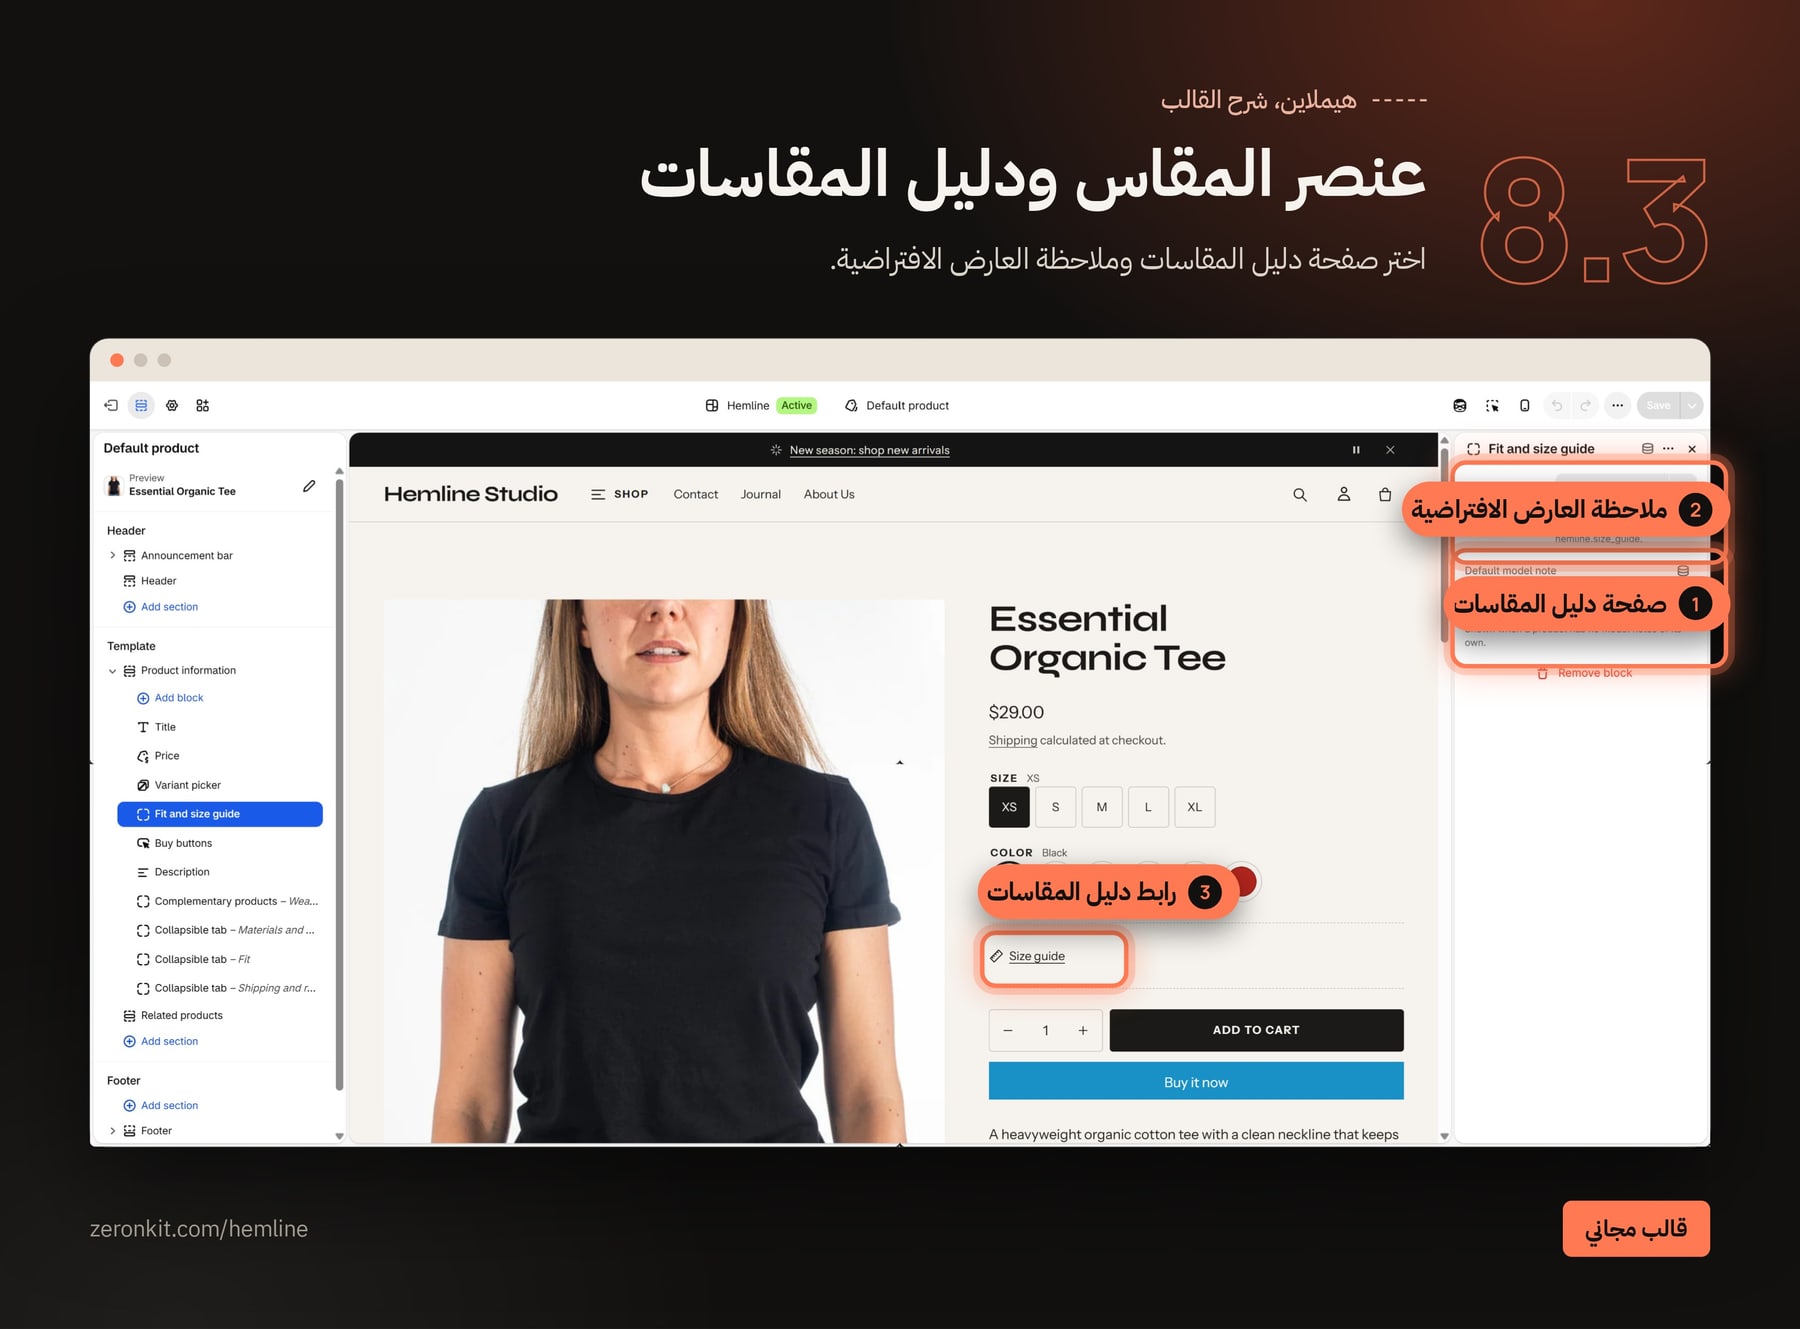 هيملاين، شرح القالب
8.3
عنصر المقاس ودليل المقاسات
اختر صفحة دليل المقاسات وملاحظة العارض الافتراضية.
Hemline Active
Default product
Save
Default product
Preview
Essential Organic Tee
Header
Announcement bar
Header
Add section
Template
Product information
Add block
Title
Price
Variant picker
Fit and size guide
Buy buttons
Description
Complementary products – Wea...
Collapsible tab – Materials and ...
Collapsible tab – Fit
Collapsible tab – Shipping and r...
Related products
Add section
Footer
Add section
Footer
New season: shop new arrivals
Hemline Studio
SHOP
Contact
Journal
About Us
Essential
Organic Tee
$29.00
Shipping calculated at checkout.
SIZE XS
XS
S
M
L
XL
COLOR Black
3 رابط دليل المقاسات
Size guide
1
ADD TO CART
Buy it now
A heavyweight organic cotton tee with a clean neckline that keeps
Fit and size guide
2 ملاحظة العارض الافتراضية
hemline.size_guide.
Default model note
1 صفحة دليل المقاسات
own.
Remove block
zeronkit.com/hemline
قالب مجاني